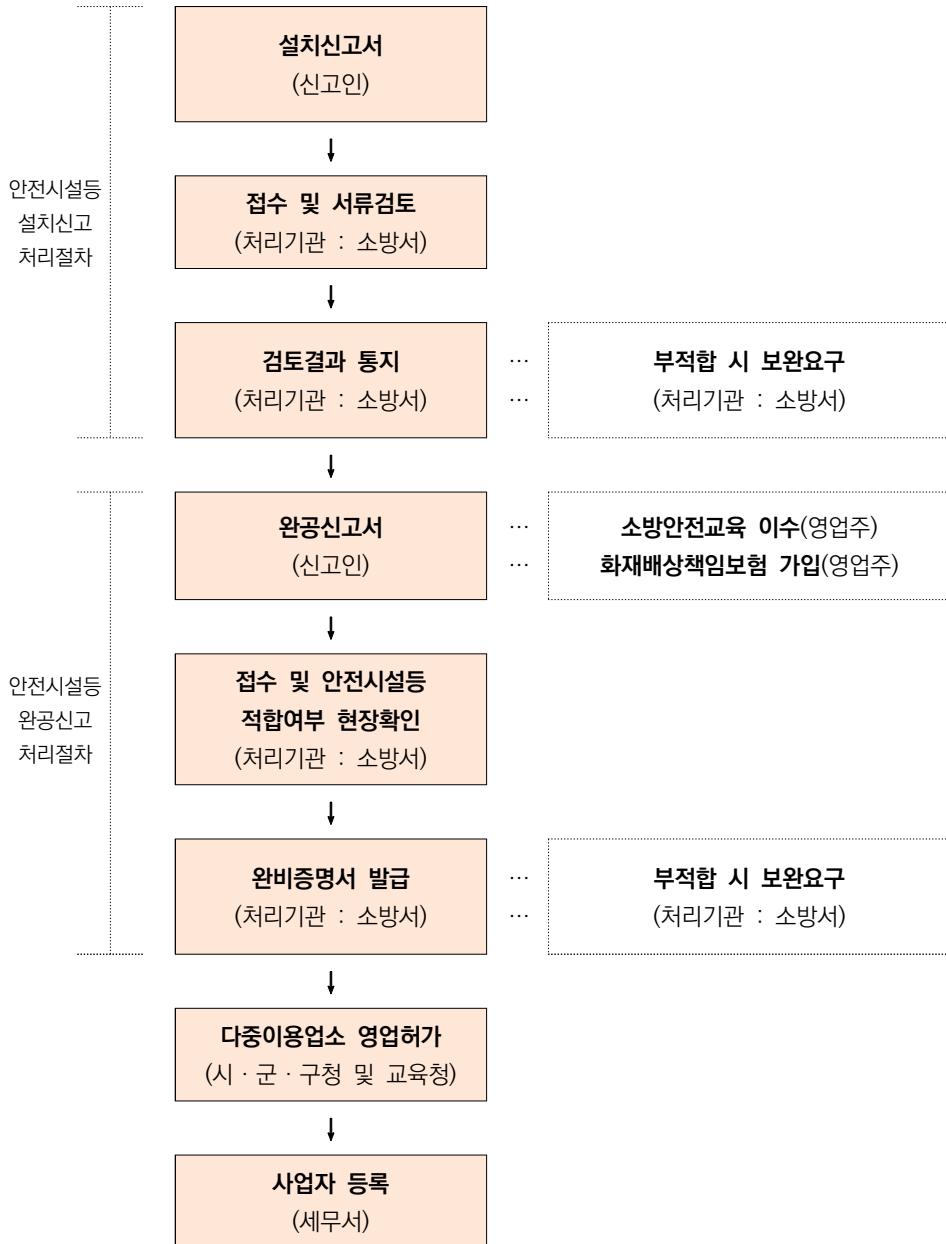 설치신고서
(신고인)
안전시설등
설치신고
처리절차
접수 및 서류검토
(처리기관 : 소방서)
검토결과 통지
(처리기관 : 소방서)
…
…
부적합 시 보완요구
(처리기관 : 소방서)
안전시설등
완공신고
처리절차
완공신고서
(신고인)
…
…
소방안전교육 이수(영업주)
화재배상책임보험 가입(영업주)
접수 및 안전시설등
적합여부 현장확인
(처리기관 : 소방서)
완비증명서 발급
(처리기관 : 소방서)
…
…
부적합 시 보완요구
(처리기관 : 소방서)
다중이용업소 영업허가
(시 · 군 · 구청 및 교육청)
사업자 등록
(세무서)